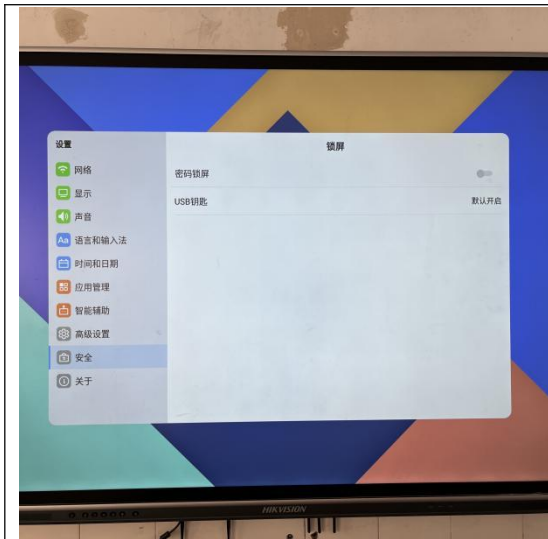 设置
锁屏
网络
密码锁屏
显示
USB钥匙
默认开启
声音
语言和输入法
时间和日期
应用管理
智能辅助
高级设置
安全
关于
HIKVISION